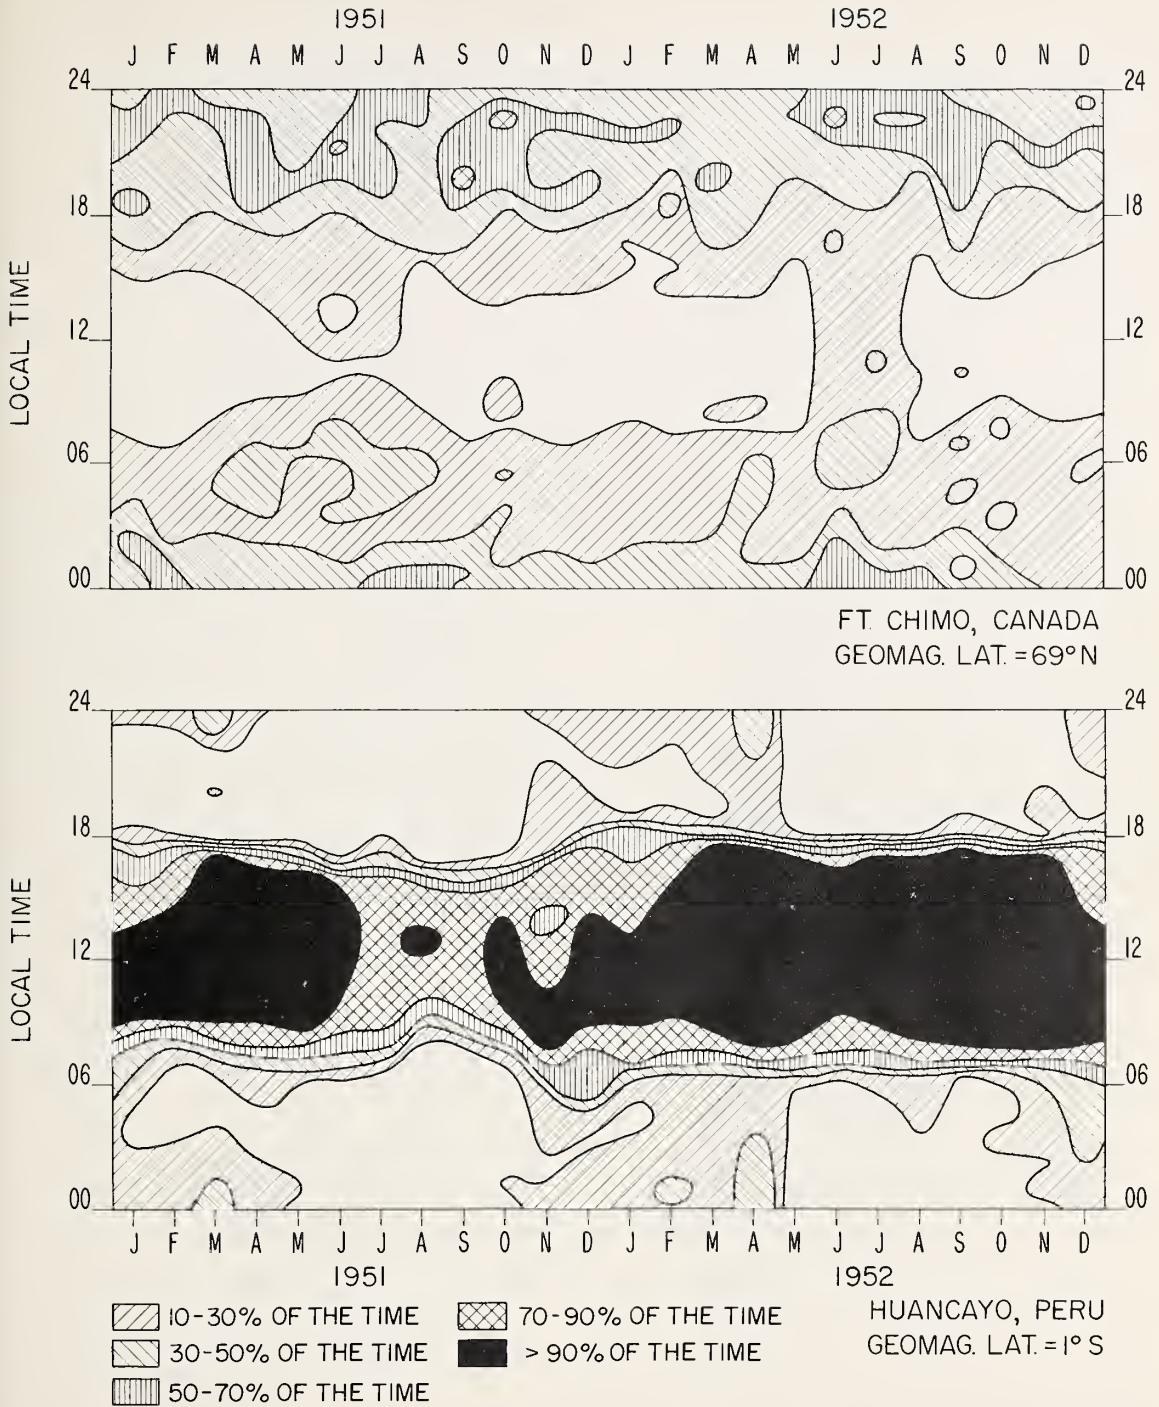 1951 1952
J F M A M J J A S O N D J F M A M J J A S O N D
24 24
18 18
12 12
06 06
00 00
LOCAL TIME
FT. CHIMO, CANADA
GEOMAG. LAT. = 69° N
24 24
18 18
12 12
06 06
00 00
LOCAL TIME
J F M A M J J A S O N D J F M A M J J A S O N D
1951 1952
10-30% OF THE TIME
30-50% OF THE TIME
50-70% OF THE TIME
70-90% OF THE TIME
> 90% OF THE TIME
HUANCAYO, PERU
GEOMAG. LAT. = 1° S